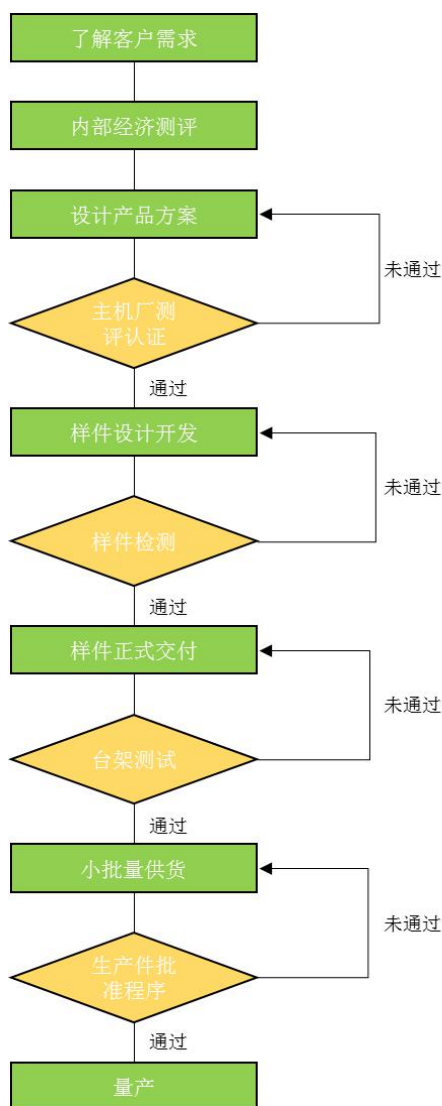 了解客户需求
内部经济测评
设计产品方案
未通过
主机厂测
评认证
通过
样件设计开发
未通过
样件检测
通过
样件正式交付
未通过
台架测试
通过
小批量供货
未通过
生产件批
准程序
通过
量产